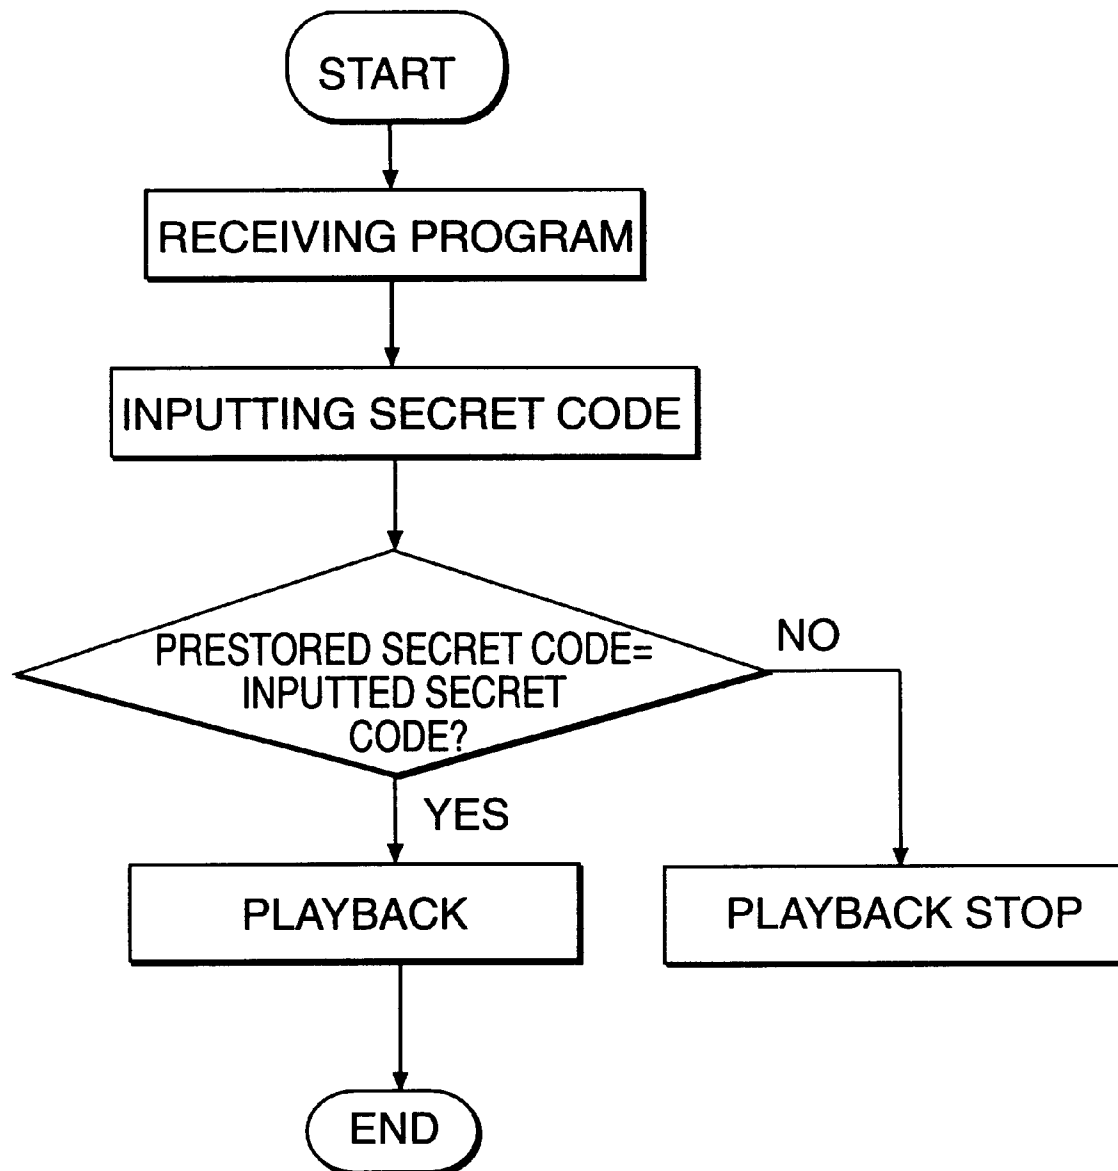 START
RECEIVING PROGRAM
INPUTTING SECRET CODE
PRESTORED SECRET CODE=
INPUTTED SECRET
CODE?
NO
YES
PLAYBACK
PLAYBACK STOP
END